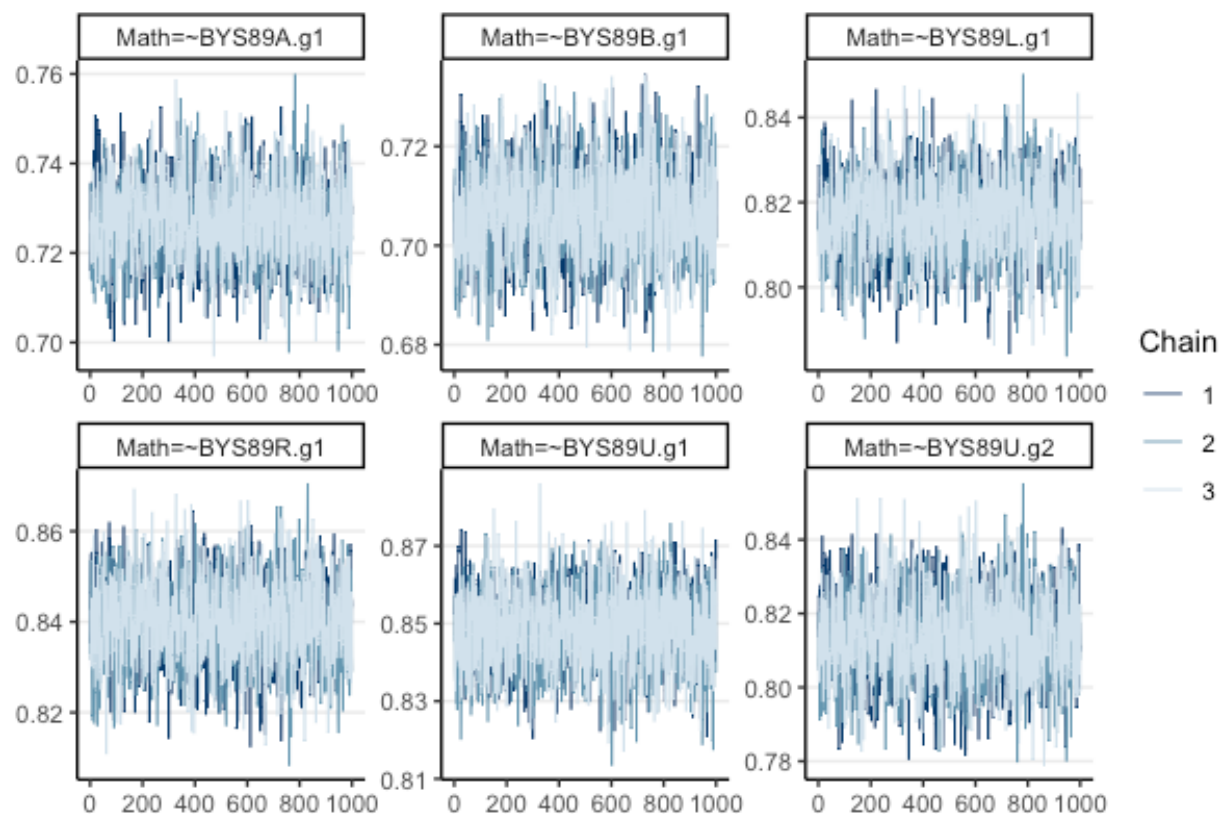 Math=~BYS89A.g1 Math=~BYS89B.g1 Math=~BYS89L.g1
0.76
0.74
0.72
0.70
0 200 400 600 800 1000
0.72
0.70
0.68
0 200 400 600 800 1000
0.84
0.82
0.80
0 200 400 600 800 1000
Math=~BYS89R.g1 Math=~BYS89U.g1 Math=~BYS89U.g2
0.86
0.84
0.82
0 200 400 600 800 1000
0.87
0.85
0.83
0.81
0 200 400 600 800 1000
0.84
0.82
0.80
0.78
0 200 400 600 800 1000
Chain
1
2
3